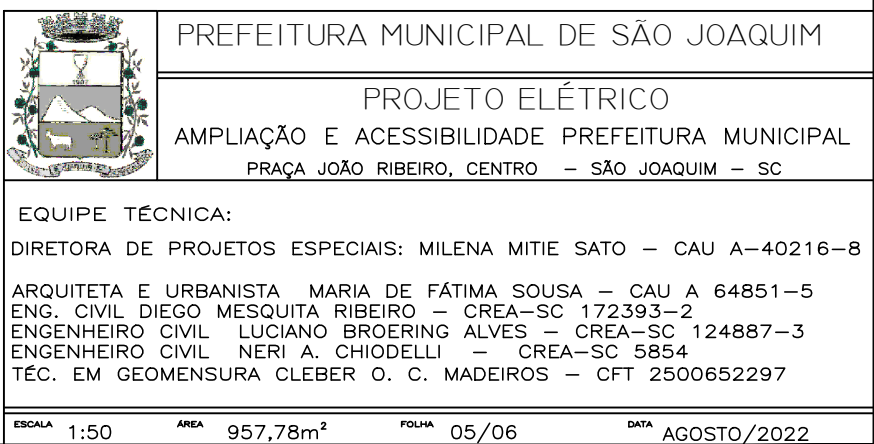 PREFEITURA MUNICIPAL DE SÃO JOAQUIM
PROJETO ELÉTRICO
AMPLIAÇÃO E ACESSIBILIDADE PREFEITURA MUNICIPAL
PRAÇA JOÃO RIBEIRO, CENTRO – SÃO JOAQUIM – SC
EQUIPE TÉCNICA:
DIRETORA DE PROJETOS ESPECIAIS: MILENA MITIE SATO – CAU A-40216-8
ARQUITETA E URBANISTA MARIA DE FÁTIMA SOUSA – CAU A 64851-5
ENG. CIVIL DIEGO MESQUITA RIBEIRO – CREA-SC 172393-2
ENGENHEIRO CIVIL LUCIANO BROERING ALVES – CREA-SC 124887-3
ENGENHEIRO CIVIL NERI A. CHIODELLI – CREA-SC 5854
TÉC. EM GEOMENSURA CLEBER O. C. MADEIROS – CFT 2500652297
ESCALA 1:50 ÁREA 957,78m² FOLHA 05/06 DATA AGOSTO/2022